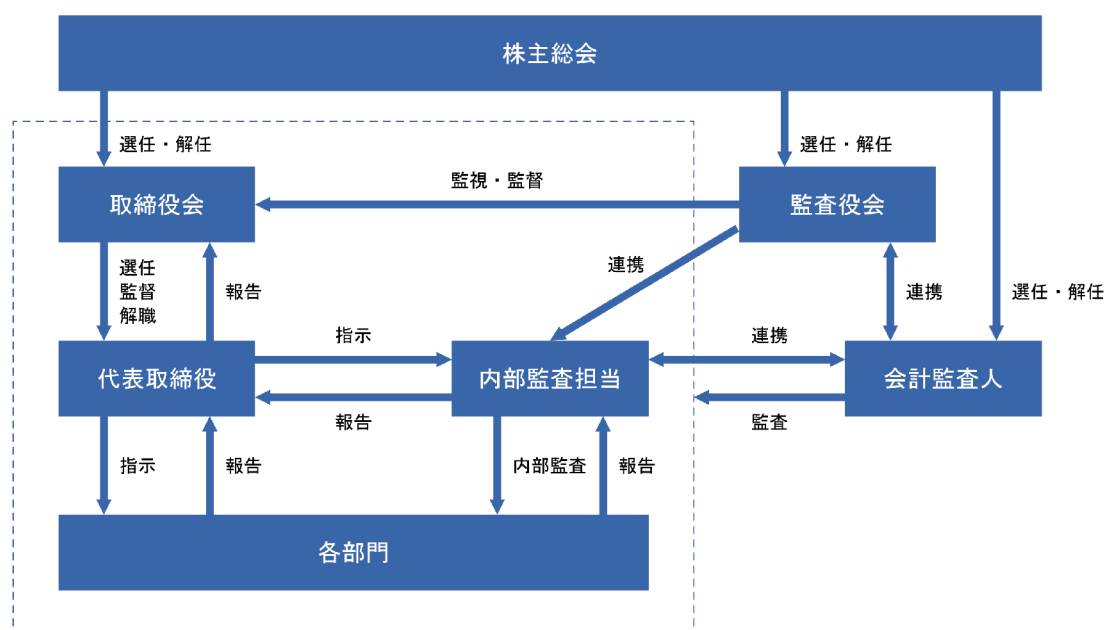 株主総会
選任・解任
選任・解任
取締役会
監視・監督
監査役会
選任
監督
解職
報告
連携
連携
選任・解任
指示
連携
代表取締役
内部監査担当
会計監査人
報告
監査
指示
報告
内部監査
報告
各部門